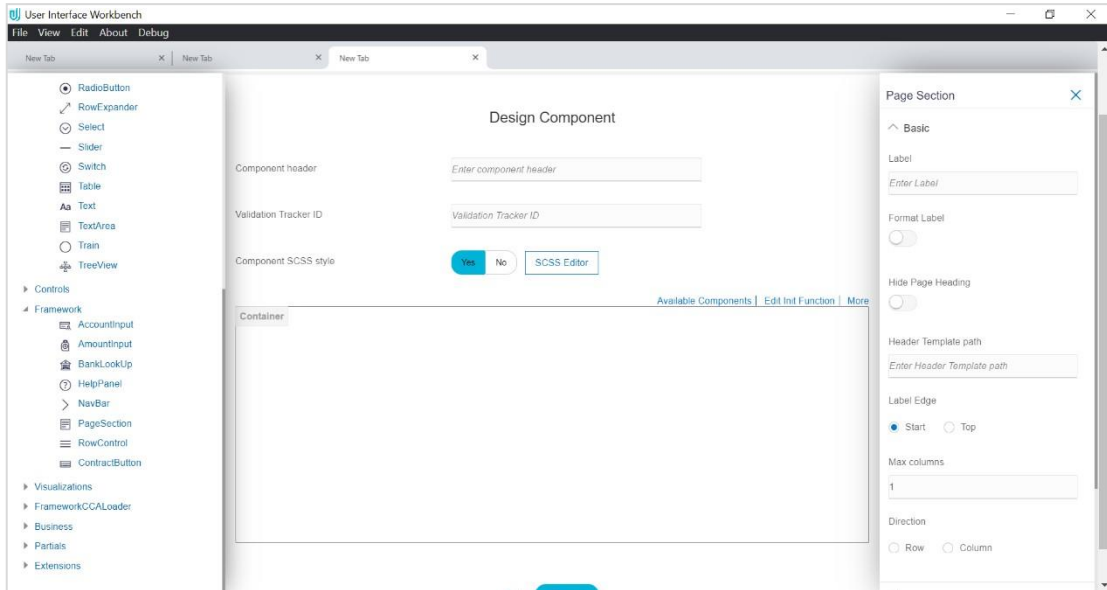 User Interface Workbench
File View Edit About Debug
New Tab New Tab New Tab
RadioButton
RowExpander
Select
Slider
Switch
Table
Aa Text
TextArea
Train
TreeView
Controls
Framework
AccountInput
AmountInput
BankLookUp
HelpPanel
NavBar
PageSection
RowControl
ContractButton
Visualizations
FrameworkCCALoader
Business
Partials
Extensions
Design Component
Component header Enter component header
Validation Tracker ID Validation Tracker ID
Component SCSS style Yes No SCSS Editor
Available Components | Edit Init Function | More
Container
Page Section
Basic
Label
Enter Label
Format Label
Hide Page Heading
Header Template path
Enter Header Template path
Label Edge
Start Top
Max columns
1
Direction
Row Column